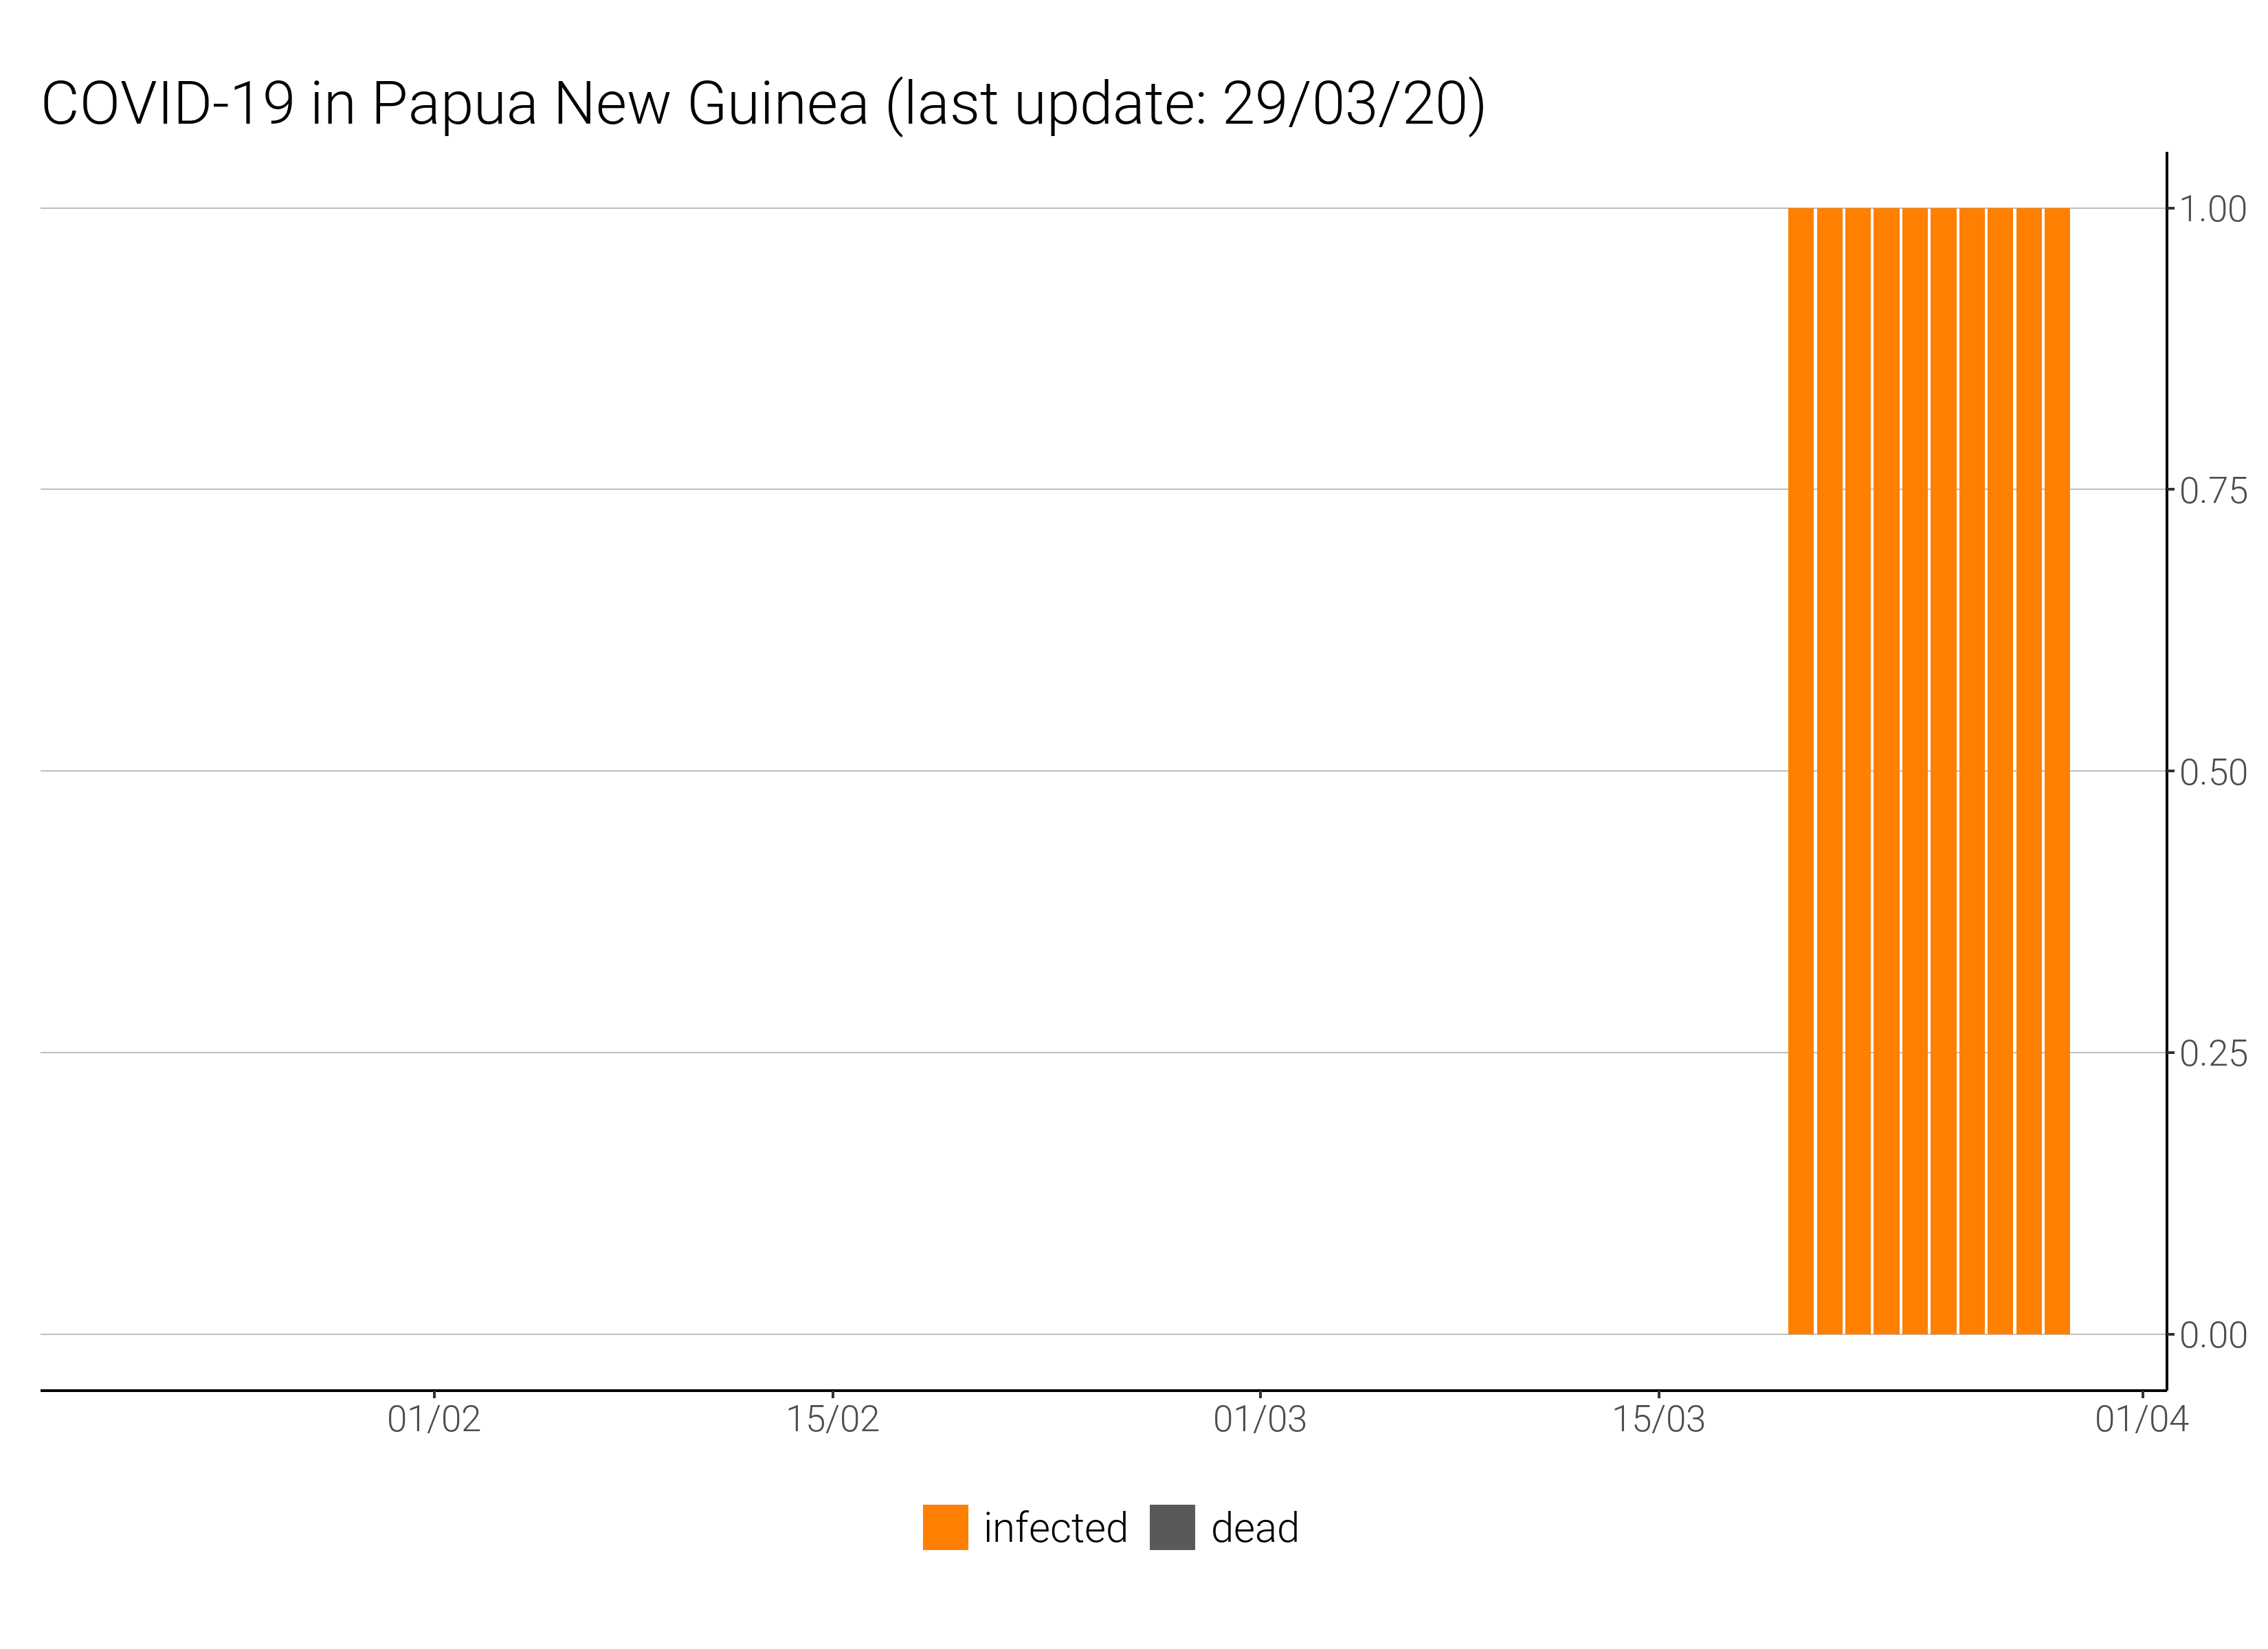 COVID-19 in Papua New Guinea (last update: 29/03/20)
1.00
0.75
0.50
0.25
0.00
01/02 15/02 01/03 15/03 01/04
infected dead